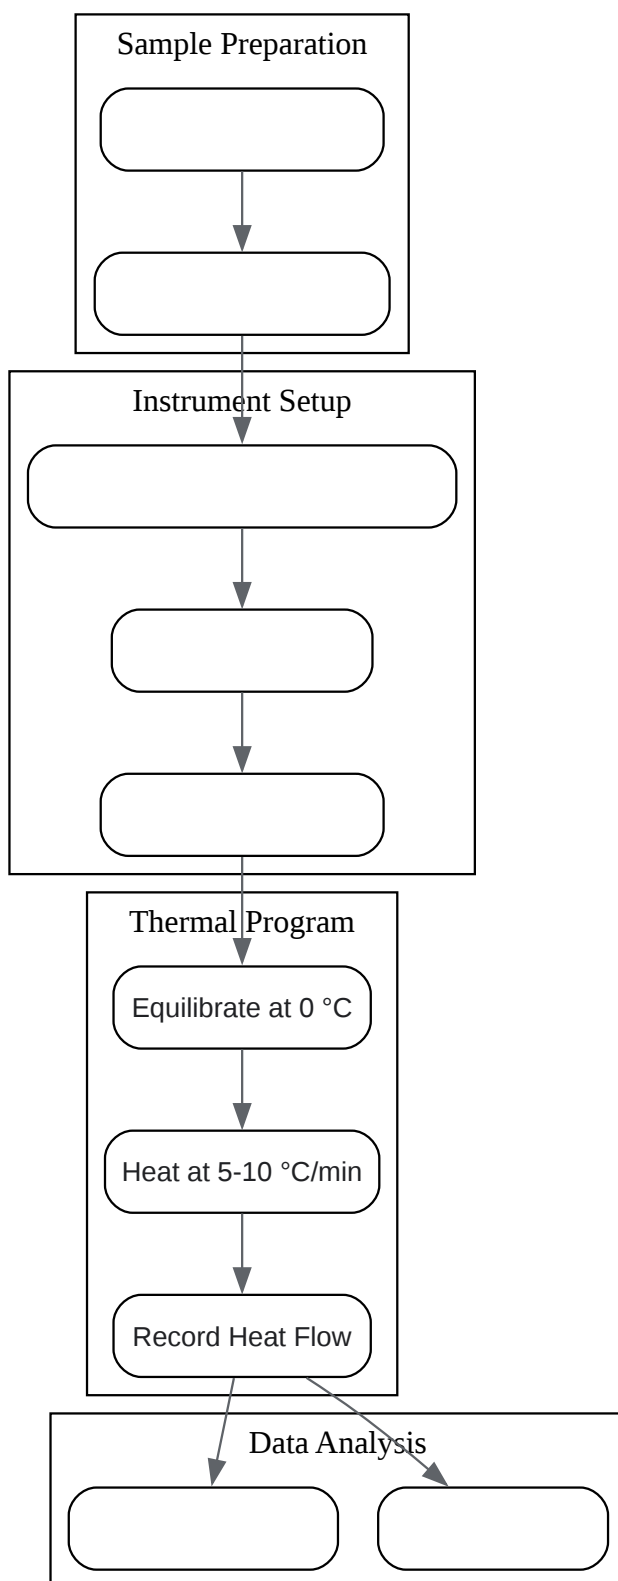 Sample Preparation
Instrument Setup
Thermal Program
Equilibrate at 0 °C
Heat at 5-10 °C/min
Record Heat Flow
Data Analysis